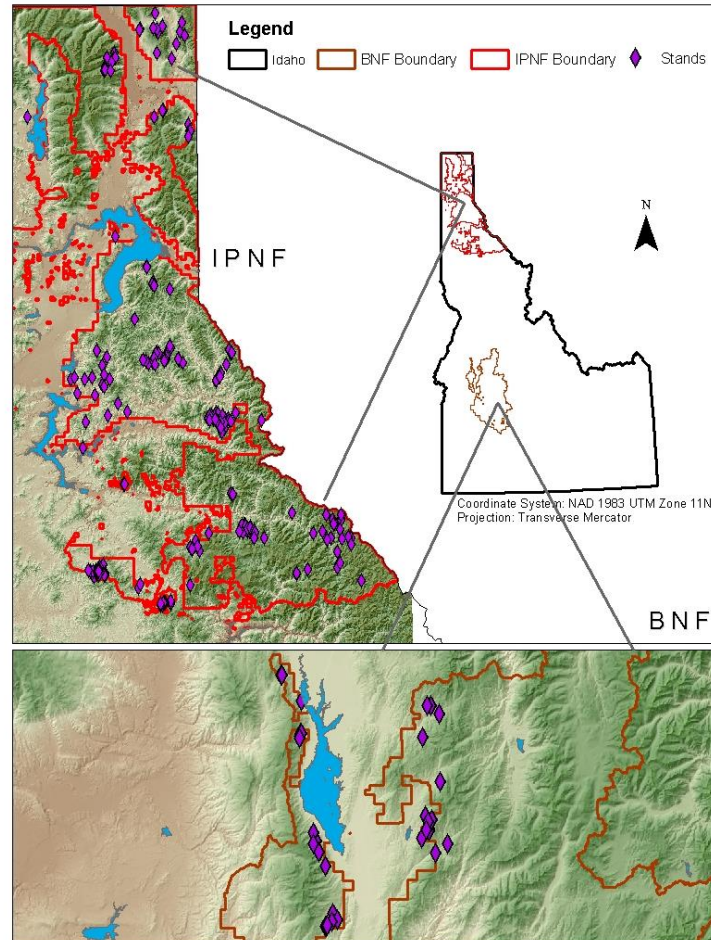 Legend
Idaho BNF Boundary IPNF Boundary Stands
N
IPNF
Coordinate System: NAD 1983 UTM Zone 11N
Projection: Transverse Mercator
BNF